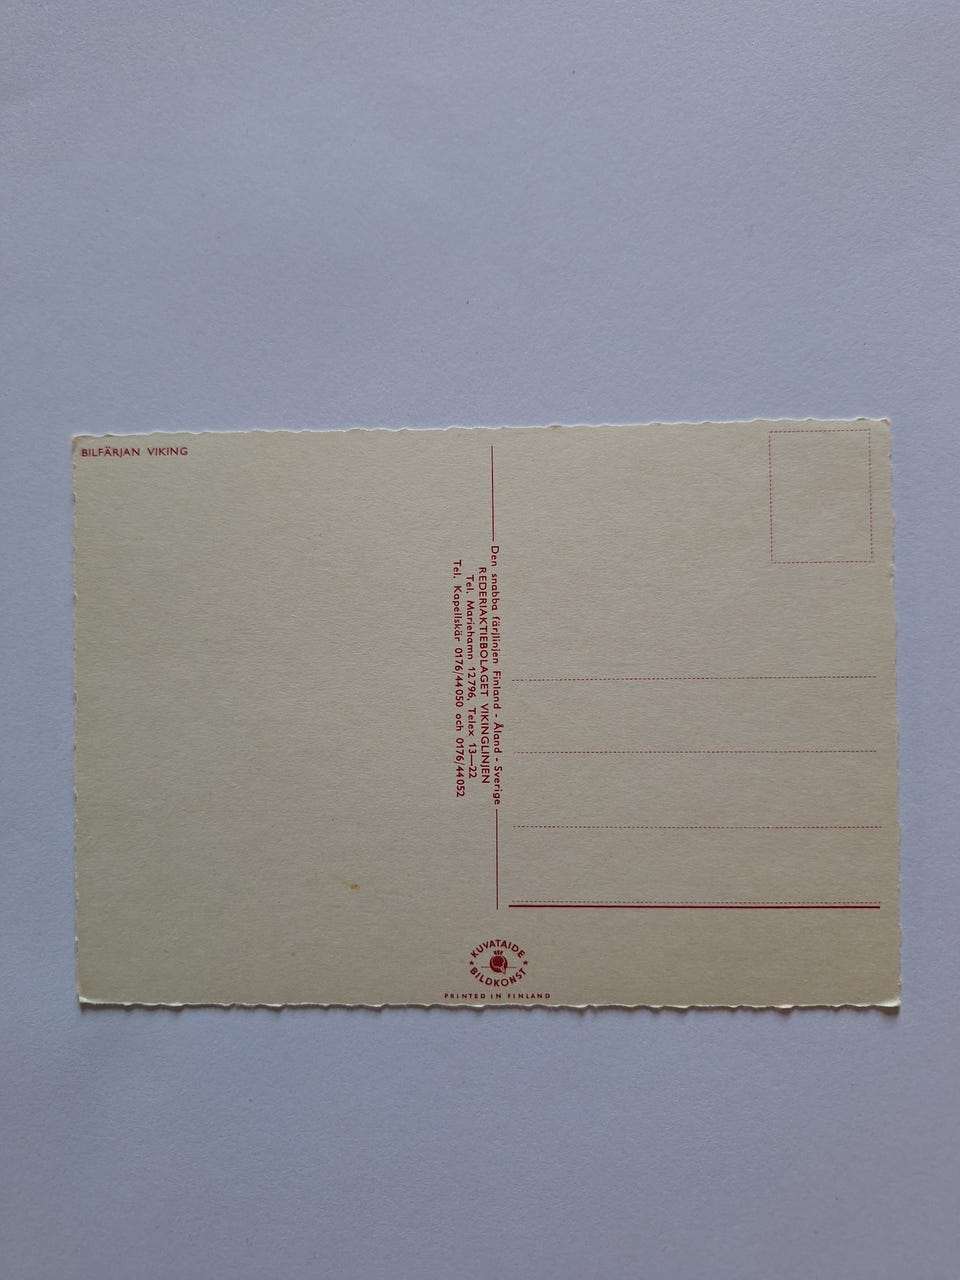 BILFÄRJAN VIKING
Den snabba färjlinjen Finland - Åland - Sverige
REDERIAKTIEBOLAGET VIKINGLINJEN
Tel. Mariehamn 12796, Telex 13—22
Tel. Kapellskär 0176/44050 och 0176/44052
KUVATAIDE
BILDKONST
PRINTED IN FINLAND